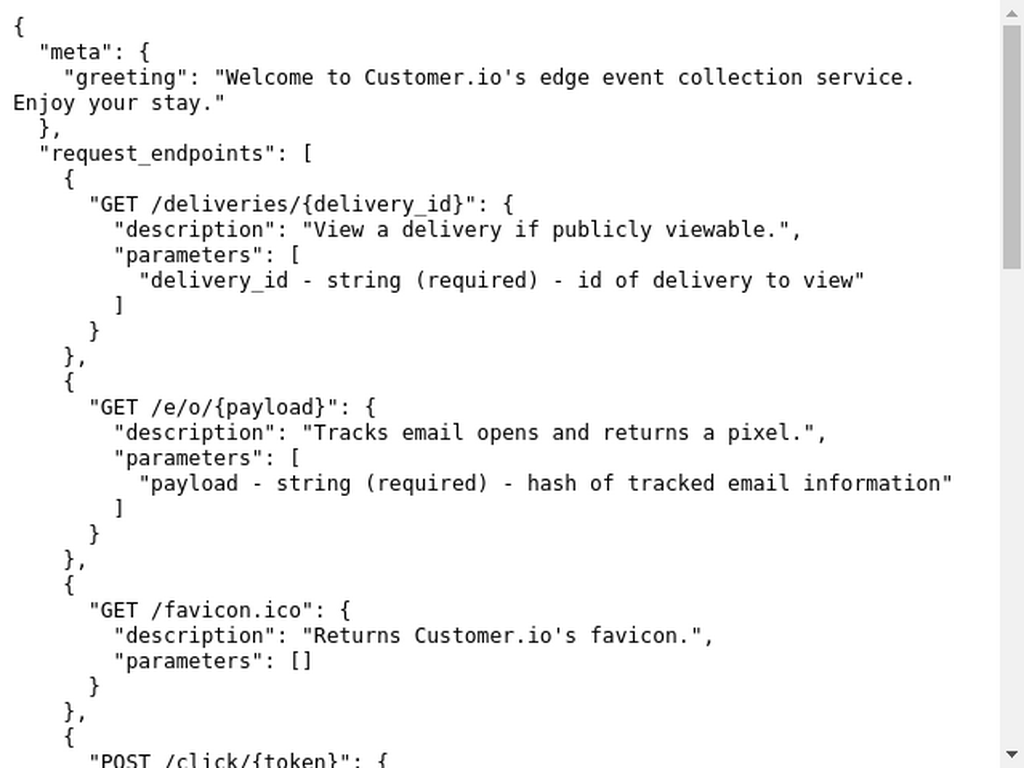 {
  "meta": {
    "greeting": "Welcome to Customer.io's edge event collection service.
Enjoy your stay."
  },
  "request_endpoints": [
    {
      "GET /deliveries/{delivery_id}": {
        "description": "View a delivery if publicly viewable.",
        "parameters": [
          "delivery_id - string (required) - id of delivery to view"
        ]
      }
    },
    {
      "GET /e/o/{payload}": {
        "description": "Tracks email opens and returns a pixel.",
        "parameters": [
          "payload - string (required) - hash of tracked email information"
        ]
      }
    },
    {
      "GET /favicon.ico": {
        "description": "Returns Customer.io's favicon.",
        "parameters": []
      }
    },
    {
      "POST /click/{token}": {